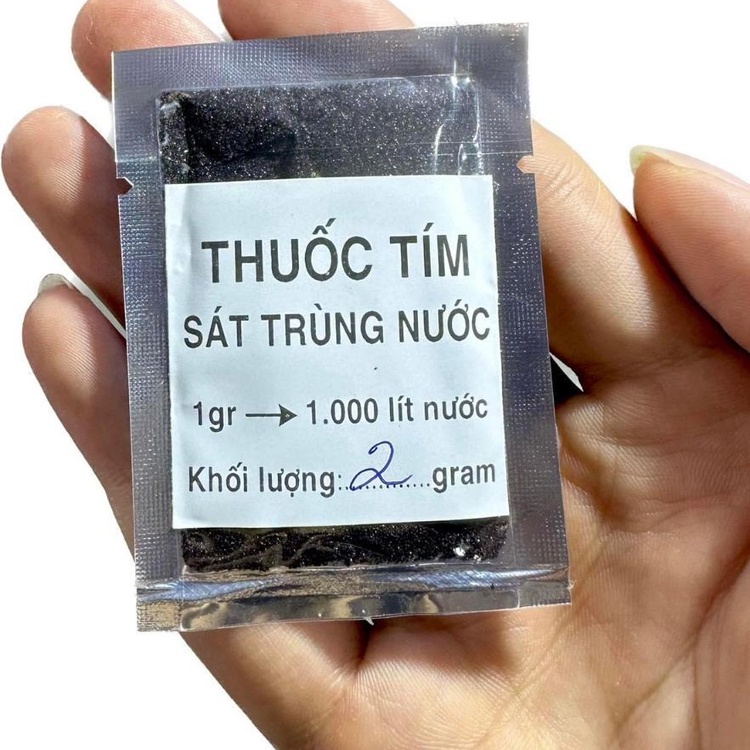 THUỐC TÍM
SÁT TRÙNG NƯỚC
1gr → 1.000 lít nước
Khối lượng:..2..........gram